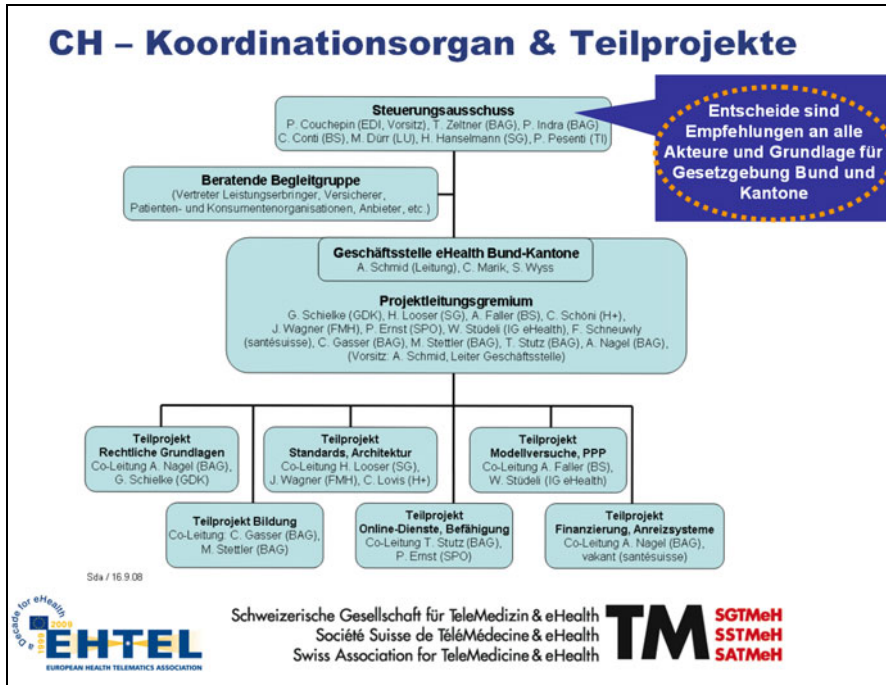 CH – Koordinationsorgan & Teilprojekte
Steuerungsausschuss
P. Couchepin (EDI, Vorsitz), T. Zeltner (BAG), P. Indra (BAG)
C. Conti (BS), M. Dürr (LU), H. Hanselmann (SG), P. Pesenti (TI)
Entscheide sind
Empfehlungen an alle
Akteure und Grundlage für
Gesetzgebung Bund und
Kantone
Beratende Begleitgruppe
(Vertreter Leistungserbringer, Versicherer,
Patienten- und Konsumentenorganisationen, Anbieter, etc.)
Geschäftsstelle eHealth Bund-Kantone
A. Schmid (Leitung), C. Marik, S. Wyss
Projektleitungsgremium
G. Schielke (GDK), H. Looser (SG), A. Faller (BS), C. Schöni (H+),
J. Wagner (FMH), P. Ernst (SPO), W. Stüdeli (IG eHealth), F. Schneuwly
(santésuisse), C. Gasser (BAG), M. Stettler (BAG), T. Stutz (BAG), A. Nagel (BAG),
(Vorsitz: A. Schmid, Leiter Geschäftsstelle)
Teilprojekt
Rechtliche Grundlagen
Co-Leitung A. Nagel (BAG),
G. Schielke (GDK)
Teilprojekt
Standards, Architektur
Co-Leitung H. Looser (SG),
J. Wagner (FMH), C. Lovis (H+)
Teilprojekt
Modellversuche, PPP
Co-Leitung A. Faller (BS),
W. Stüdeli (IG eHealth)
Teilprojekt Bildung
Co-Leitung: C. Gasser (BAG),
M. Stettler (BAG)
Teilprojekt
Online-Dienste, Befähigung
Co-Leitung T. Stutz (BAG),
P. Ernst (SPO)
Teilprojekt
Finanzierung, Anreizsysteme
Co-Leitung A. Nagel (BAG),
vakant (santésuisse)
Sda / 16.9.08
a Decade for eHealth
1999 2009
EHTEL
EUROPEAN HEALTH TELEMATICS ASSOCIATION
Schweizerische Gesellschaft für TeleMedizin & eHealth
Société Suisse de TéléMédecine & eHealth
Swiss Association for TeleMedicine & eHealth
TM
SGTMeH
SSTMeH
SATMeH